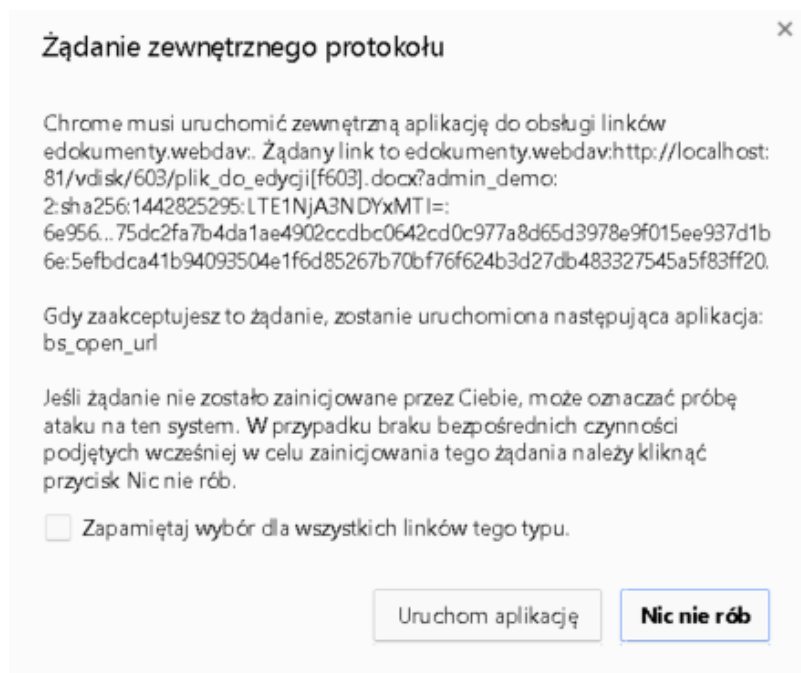 Żądanie zewnętrznego protokołu
Chrome musi uruchomić zewnętrzną aplikację do obsługi linków
edokumenty.webdav:. Żądany link to edokumenty.webdav:http://localhost:
81/vdisk/603/plik_do_edycji[f603].docx?admin_demo:
2:sha256:1442825295:LTE1NjA3NDYxMTI=:
6e956...75dc2fa7b4da1ae4902ccdbc0642cd0c977a8d65d3978e9f015ee937d1b
6e:5efbdca41b94093504e1f6d85267b70bf76f624b3d27db483327545a5f83ff20.
Gdy zaakceptujesz to żądanie, zostanie uruchomiona następująca aplikacja:
bs_open_url
Jeśli żądanie nie zostało zainicjowane przez Ciebie, może oznaczać próbę
ataku na ten system. W przypadku braku bezpośrednich czynności
podjętych wcześniej w celu zainicjowania tego żądania należy kliknąć
przycisk Nic nie rób.
Zapamiętaj wybór dla wszystkich linków tego typu.
Uruchom aplikację Nic nie rób